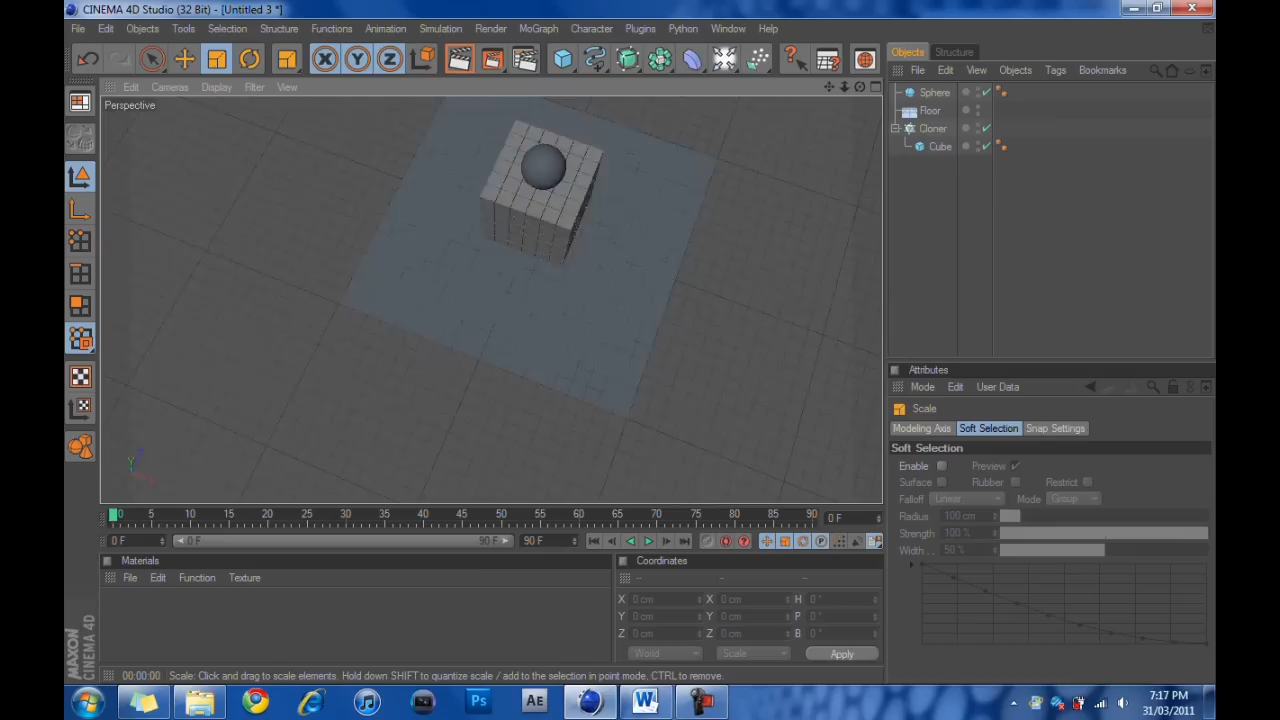 CINEMA 4D Studio (32 Bit) - [Untitled 3 *]
File Edit Objects Tools Selection Structure Functions Animation Simulation Render MoGraph Character Plugins Python Window Help
X Y Z
Objects Structure
File Edit View Objects Tags Bookmarks
Edit Cameras Display Filter View
Perspective
Sphere
Floor
Cloner
Cube
Attributes
Mode Edit User Data
Scale
Modeling Axis Soft Selection Snap Settings
Soft Selection
Enable Preview
Surface Rubber Restrict
Falloff Linear Mode Group
Radius 100 cm
Strength 100 %
Width . . 50 %
Y Z
0 5 10 15 20 25 30 35 40 45 50 55 60 65 70 75 80 85 90 0 F
0 F 0 F 90 F 90 F
Materials
File Edit Function Texture
Coordinates
-- -- --
X 0 cm X 0 cm H 0 °
Y 0 cm Y 0 cm P 0 °
Z 0 cm Z 0 cm B 0 °
World Scale Apply
MAXON CINEMA 4D
00:00:00 Scale: Click and drag to scale elements. Hold down SHIFT to quantize scale / add to the selection in point mode. CTRL to remove.
Ps AE W
7:17 PM
31/03/2011